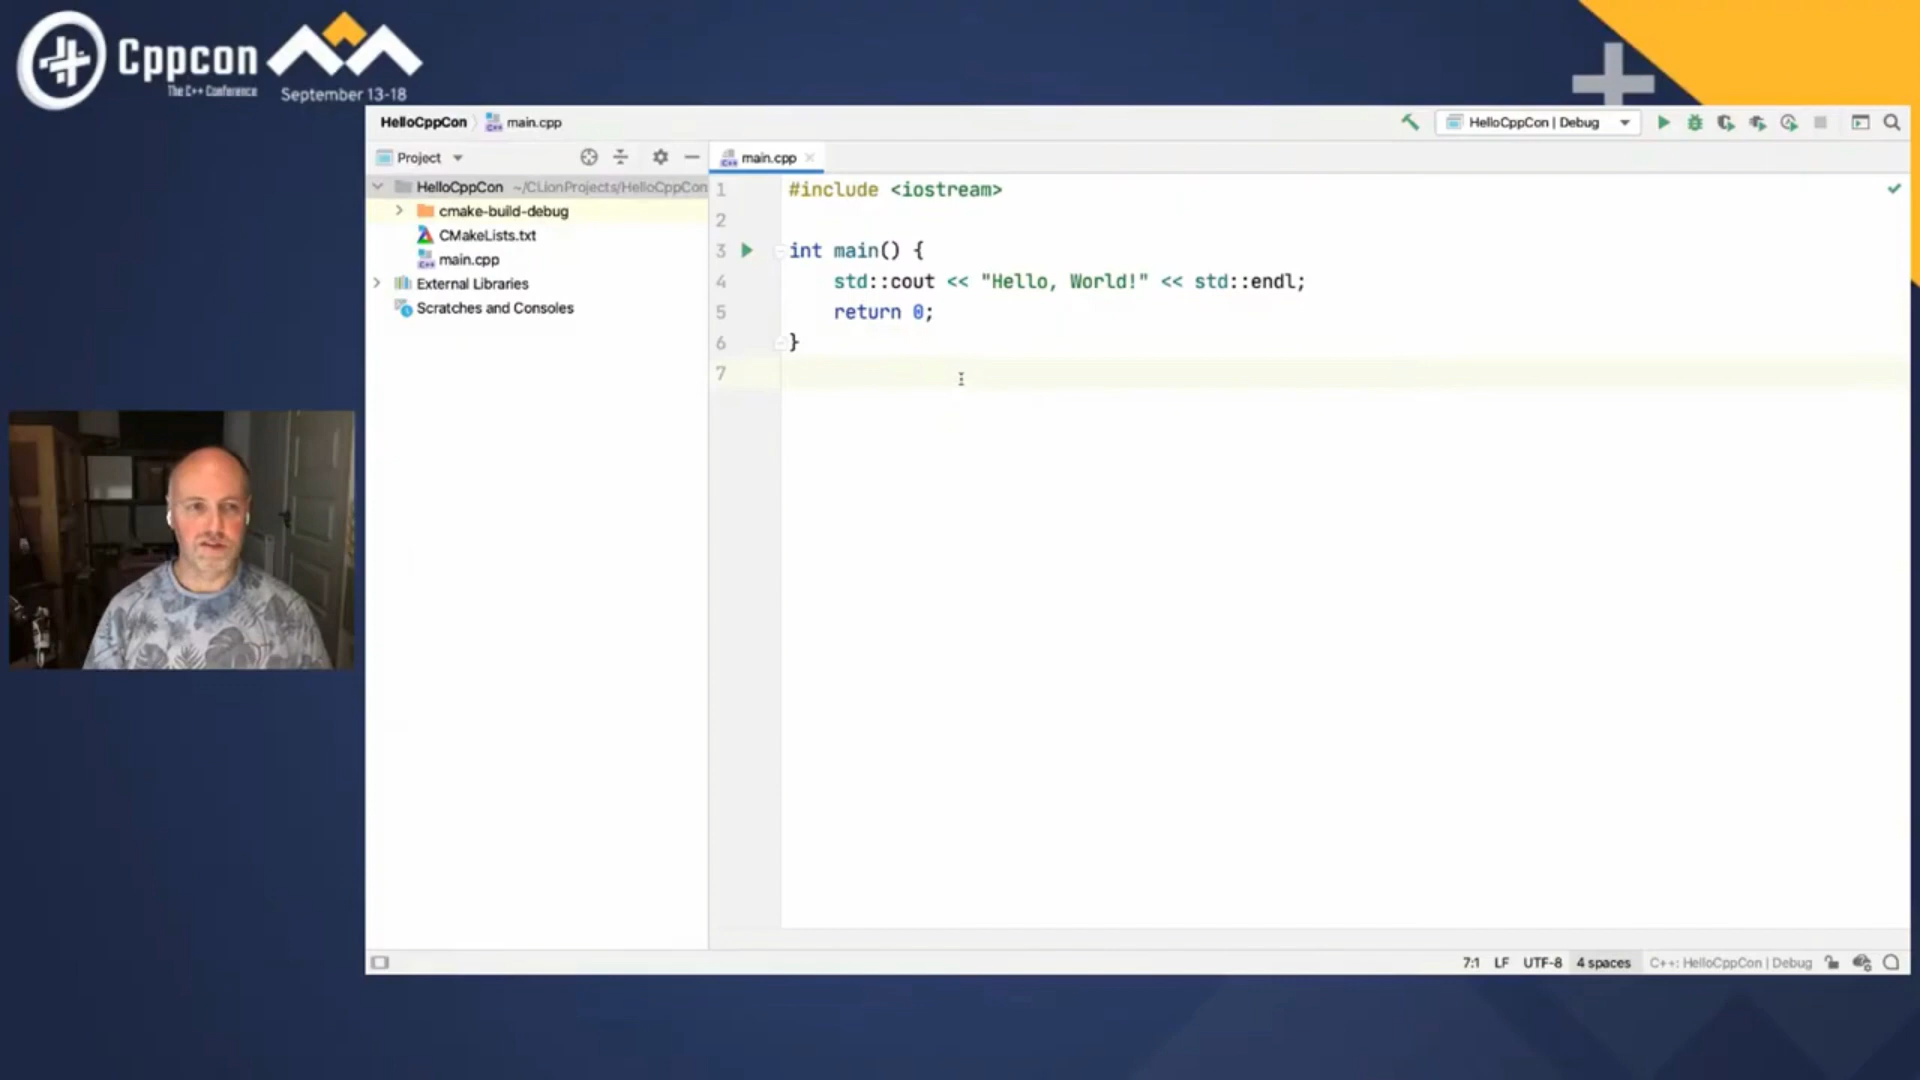 Cppcon
The C++ Conference
September 13-18
HelloCppCon main.cpp
HelloCppCon | Debug
Project
main.cpp
HelloCppCon ~/CLionProjects/HelloCppCon
cmake-build-debug
CMakeLists.txt
main.cpp
External Libraries
Scratches and Consoles
1 #include <iostream>
2
3 int main() {
4 std::cout << "Hello, World!" << std::endl;
5 return 0;
6 }
7
7:1 LF UTF-8 4 spaces C++: HelloCppCon | Debug